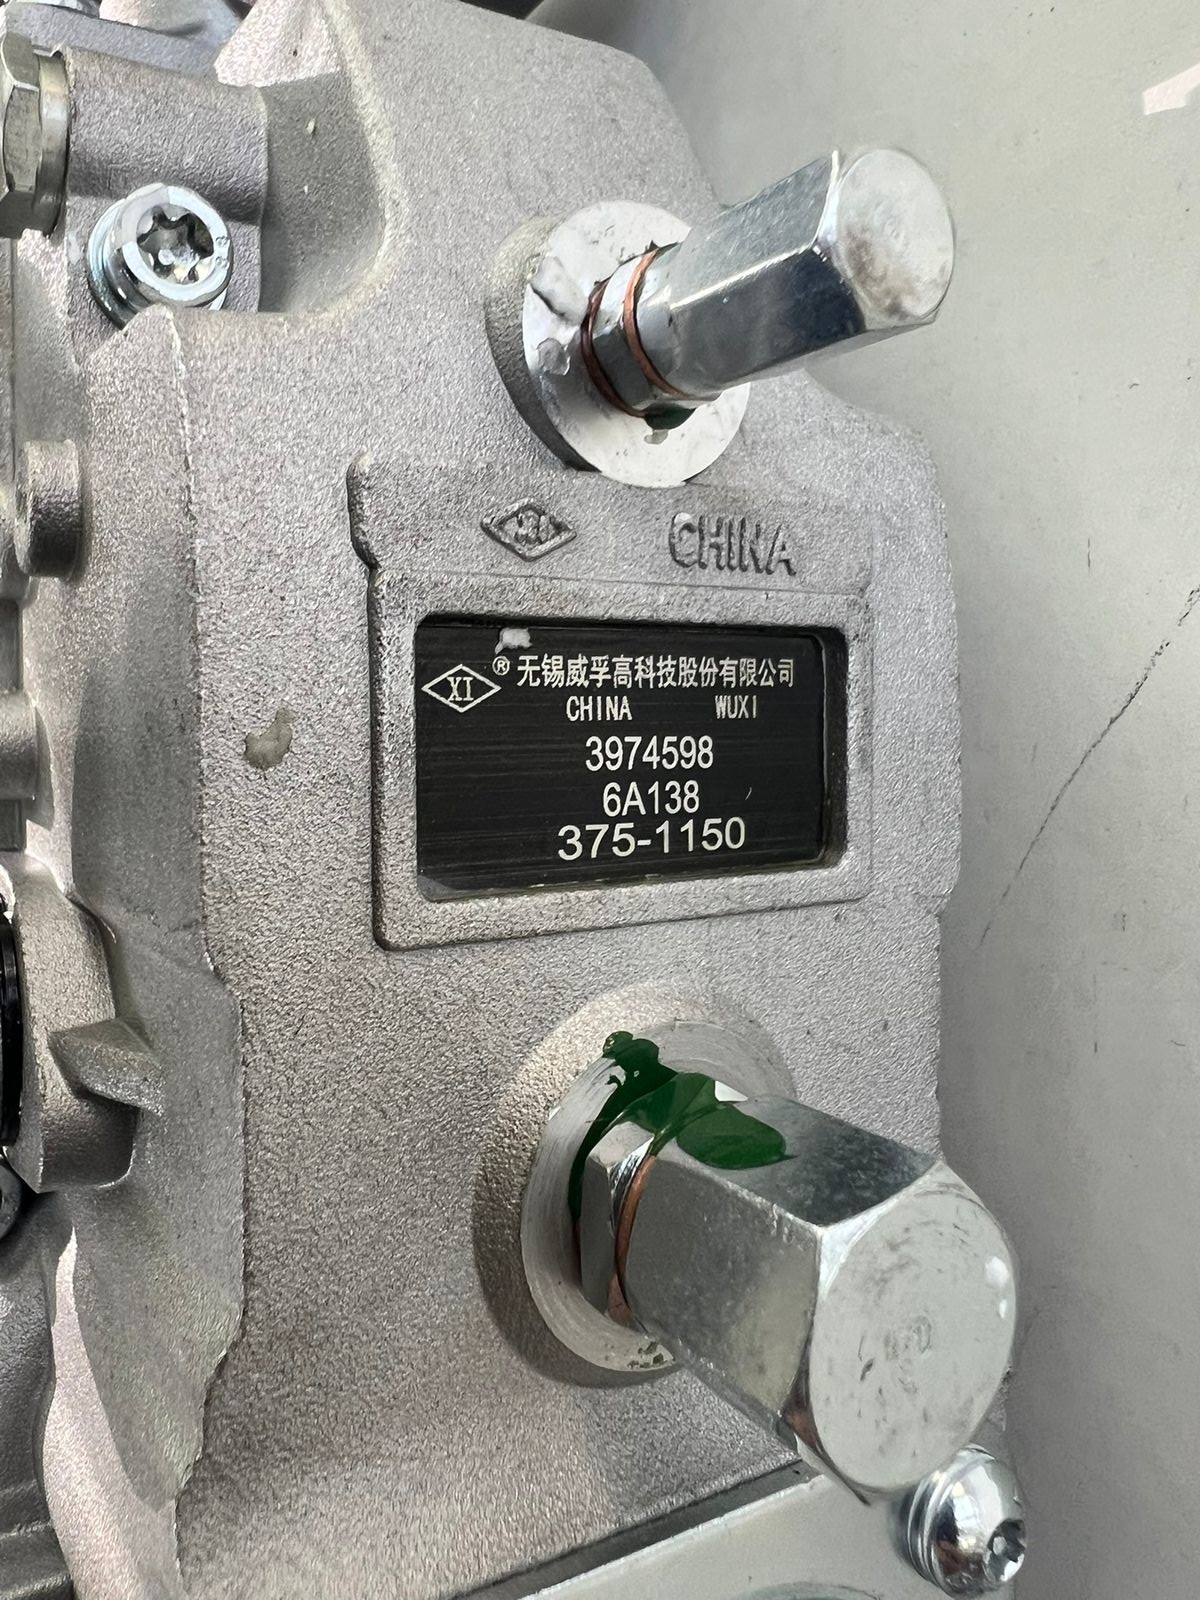 CHINA
XI ® 无锡威孚高科技股份有限公司
CHINA WUXI
3974598
6A138
375-1150